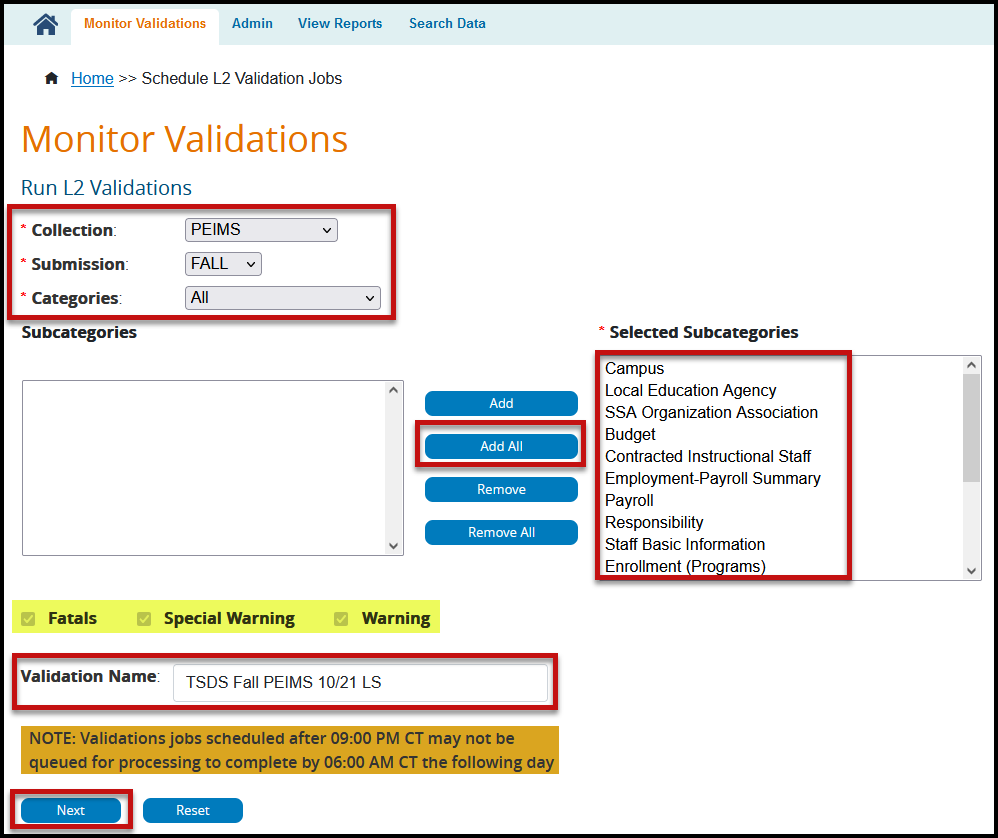 Monitor Validations Admin View Reports Search Data
Home >> Schedule L2 Validation Jobs
Monitor Validations
Run L2 Validations
* Collection: PEIMS
* Submission: FALL
* Categories: All
Subcategories
* Selected Subcategories
Campus
Local Education Agency
SSA Organization Association
Budget
Contracted Instructional Staff
Employment-Payroll Summary
Payroll
Responsibility
Staff Basic Information
Enrollment (Programs)
Add
Add All
Remove
Remove All
Fatals Special Warning Warning
Validation Name: TSDS Fall PEIMS 10/21 LS
NOTE: Validations jobs scheduled after 09:00 PM CT may not be
queued for processing to complete by 06:00 AM CT the following day
Next Reset